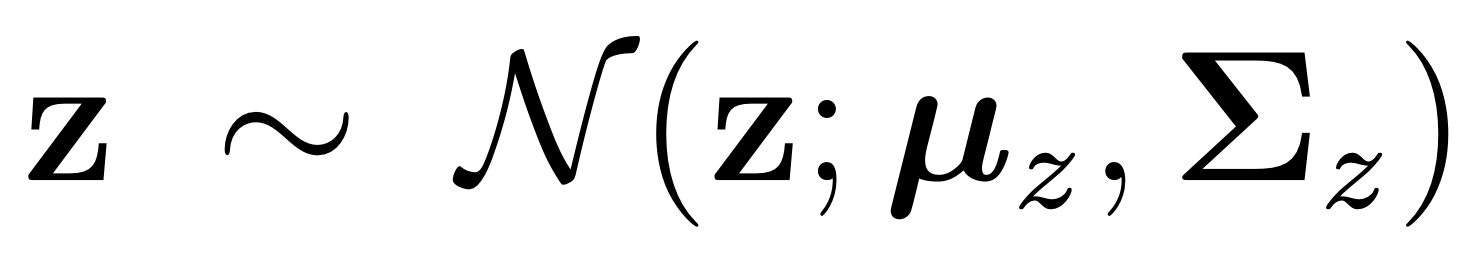 𝐳 ∼ 𝒩(𝐳; 𝝁_z, 𝚺_z)